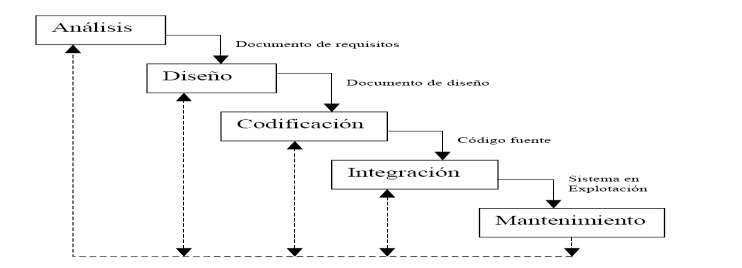 Análisis
Documento de requisitos
Diseño
Documento de diseño
Codificación
Código fuente
Integración
Sistema en
Explotación
Mantenimiento